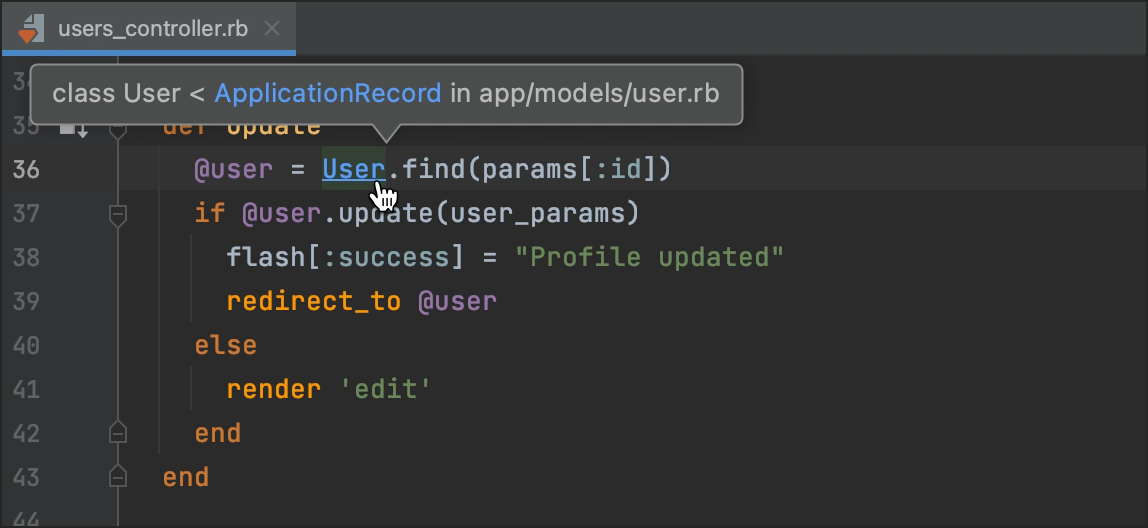 users_controller.rb
class User < ApplicationRecord in app/models/user.rb
35 def update
36 @user = User.find(params[:id])
37 if @user.update(user_params)
38 flash[:success] = "Profile updated"
39 redirect_to @user
40 else
41 render 'edit'
42 end
43 end
44